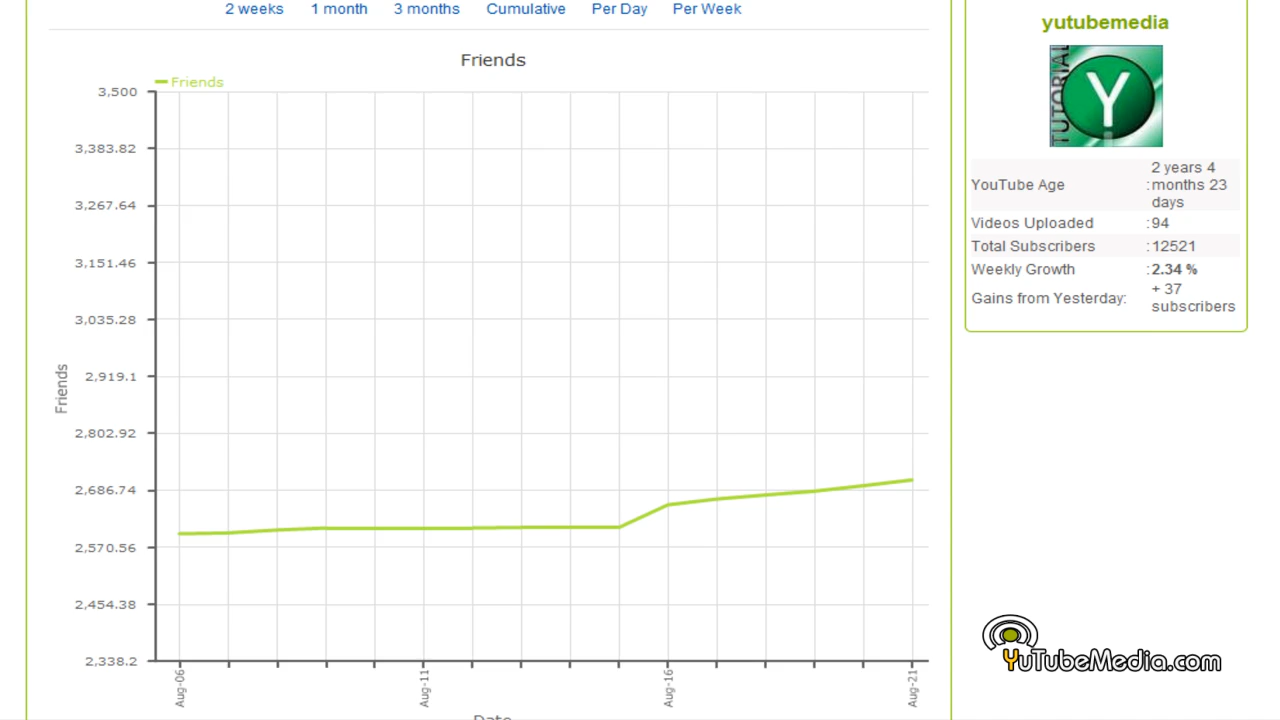 2 weeks 1 month 3 months Cumulative Per Day Per Week
Friends
Friends
3,500
3,383.82
3,267.64
3,151.46
3,035.28
2,919.1
2,802.92
2,686.74
2,570.56
2,454.38
2,338.2
Friends
Aug-06
Aug-11
Aug-16
Aug-21
Date
yutubemedia
TUTORIAL
Y
YouTube Age : 2 years 4 months 23 days
Videos Uploaded : 94
Total Subscribers : 12521
Weekly Growth : 2.34 %
Gains from Yesterday: + 37 subscribers
YuTubeMedia.com